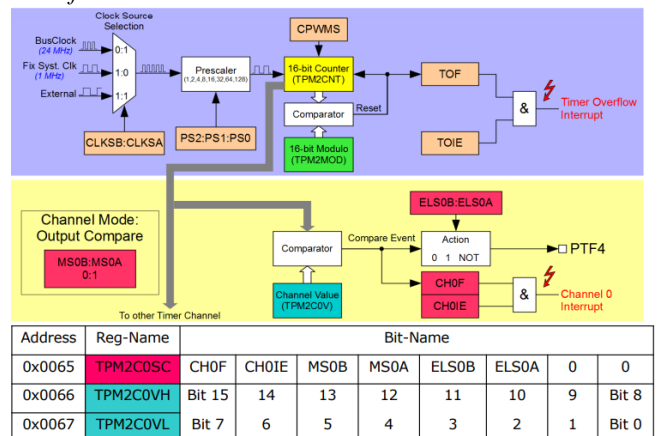 Clock Source
Selection
BusClock
(24 MHz)
Fix Syst. Clk
(1 MHz)
External
0:1
1:0
1:1
CLKSB:CLKSA
Prescaler
(1,2,4,8,16,32,64,128)
PS2:PS1:PS0
CPWMS
16-bit Counter
(TPM2CNT)
Reset
Comparator
16-bit Modulo
(TPM2MOD)
TOF
TOIE
&
Timer Overflow
Interrupt
Channel Mode:
Output Compare
MS0B:MS0A
0:1
To other Timer Channel
Comparator
Channel Value
(TPM2C0V)
Compare Event
ELS0B:ELS0A
Action
0 1 NOT
PTF4
CH0F
CH0IE
&
Channel 0
Interrupt
Address Reg-Name Bit-Name
0x0065 TPM2C0SC CH0F CH0IE MS0B MS0A ELS0B ELS0A 0 0
0x0066 TPM2C0VH Bit 15 14 13 12 11 10 9 Bit 8
0x0067 TPM2C0VL Bit 7 6 5 4 3 2 1 Bit 0